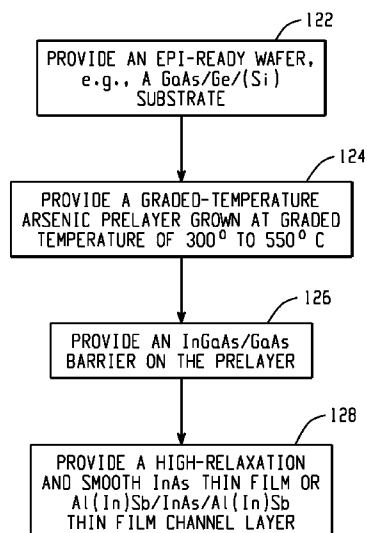 122
PROVIDE AN EPI-READY WAFER,
e.g., A GaAs/Ge/(Si)
SUBSTRATE
124
PROVIDE A GRADED-TEMPERATURE
ARSENIC PRELAYER GROWN AT GRADED
TEMPERATURE OF 300⁰ TO 550⁰ C
126
PROVIDE AN InGaAs/GaAs
BARRIER ON THE PRELAYER
128
PROVIDE A HIGH-RELAXATION
AND SMOOTH InAs THIN FILM OR
Al(In)Sb/InAs/Al(In)Sb
THIN FILM CHANNEL LAYER